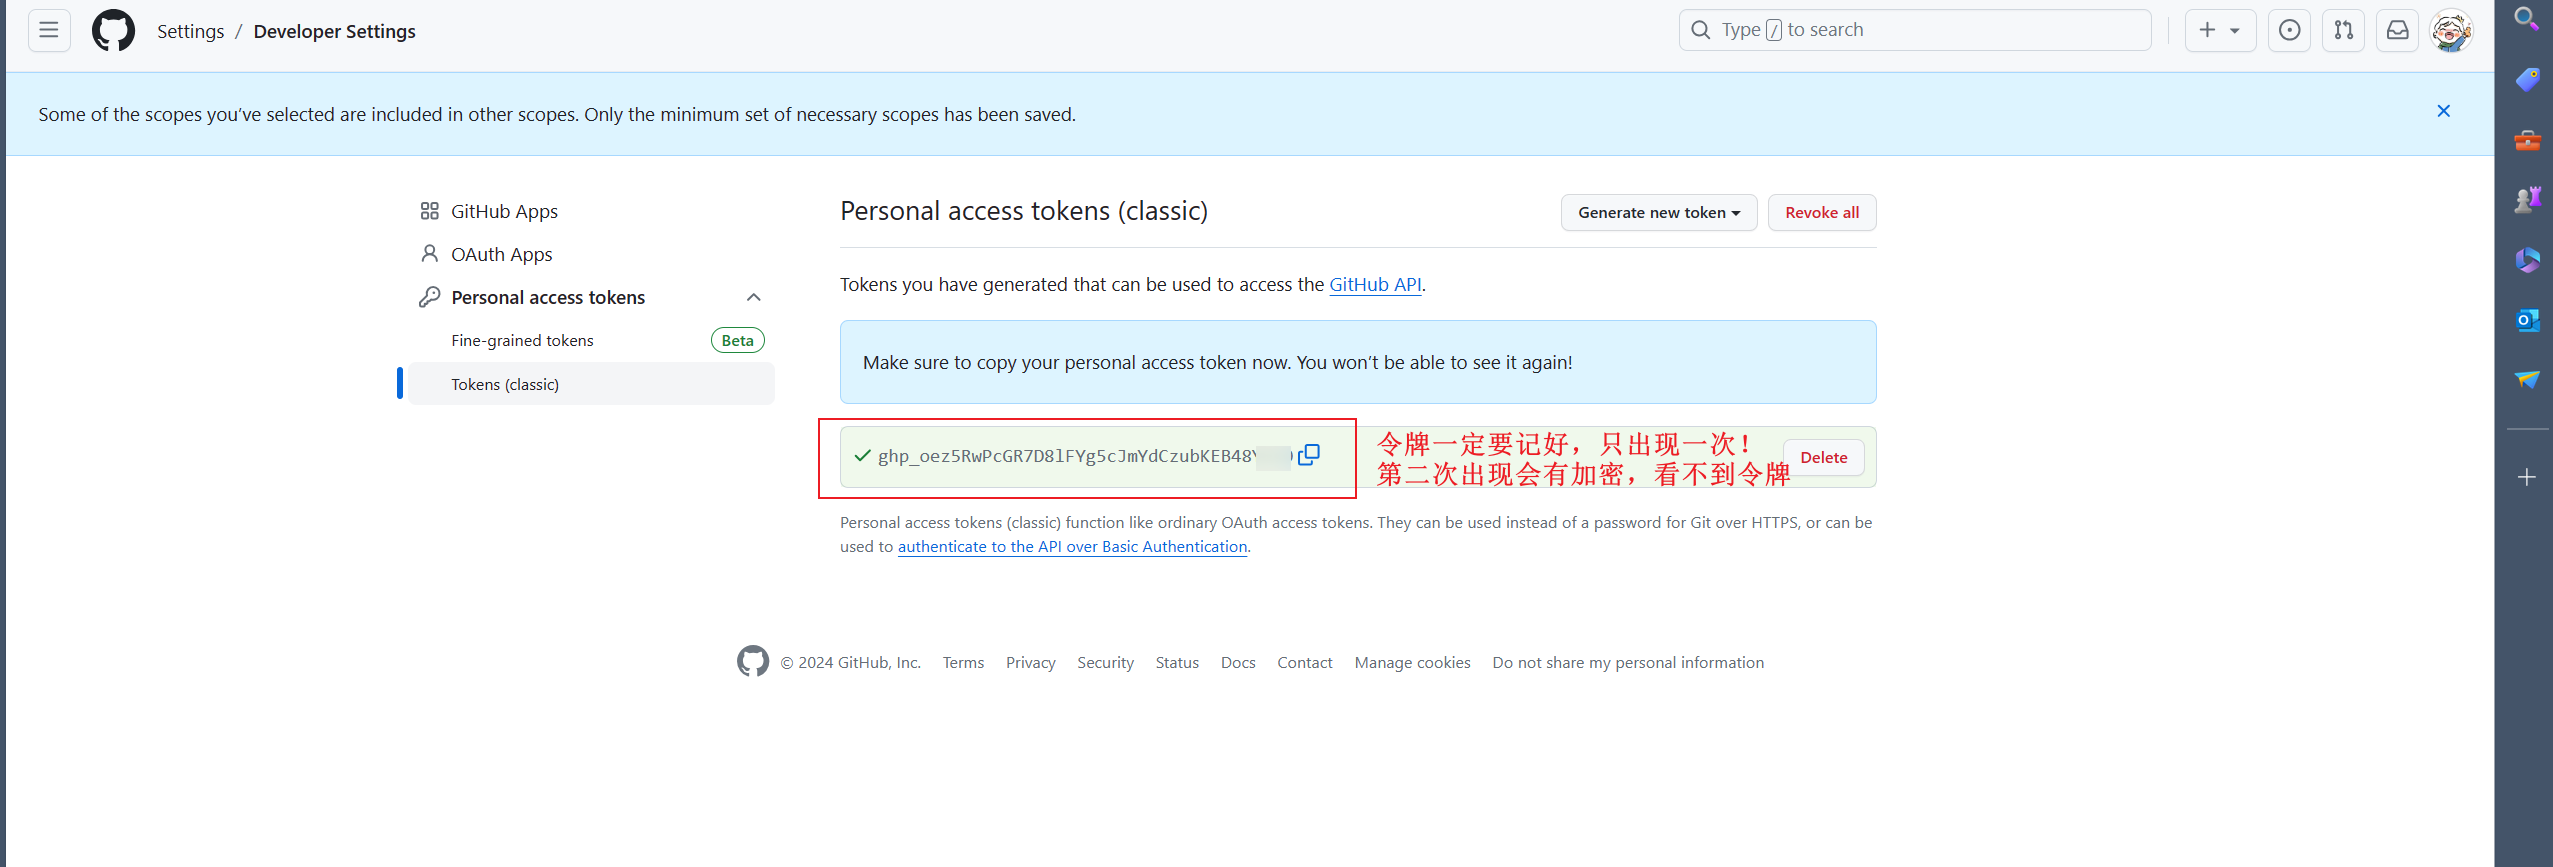 Settings / Developer Settings
Type / to search
Some of the scopes you’ve selected are included in other scopes. Only the minimum set of necessary scopes has been saved.
GitHub Apps
OAuth Apps
Personal access tokens
Fine-grained tokens
Beta
Tokens (classic)
Personal access tokens (classic)
Generate new token
Revoke all
Tokens you have generated that can be used to access the GitHub API.
Make sure to copy your personal access token now. You won’t be able to see it again!
令牌一定要记好，只出现一次！
第二次出现会有加密，看不到令牌
Delete
Personal access tokens (classic) function like ordinary OAuth access tokens. They can be used instead of a password for Git over HTTPS, or can be
used to authenticate to the API over Basic Authentication.
© 2024 GitHub, Inc.
Terms
Privacy
Security
Status
Docs
Contact
Manage cookies
Do not share my personal information